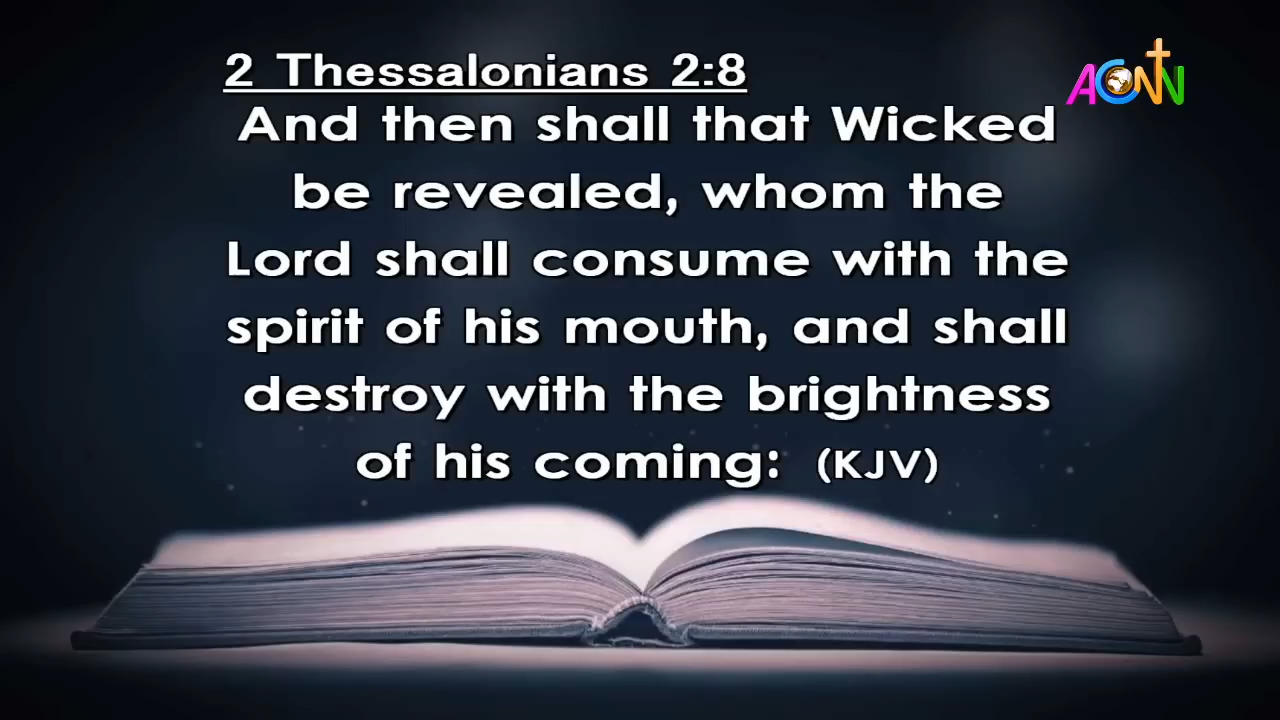 2 Thessalonians 2:8
ACNN
And then shall that Wicked
be revealed, whom the
Lord shall consume with the
spirit of his mouth, and shall
destroy with the brightness
of his coming: (KJV)